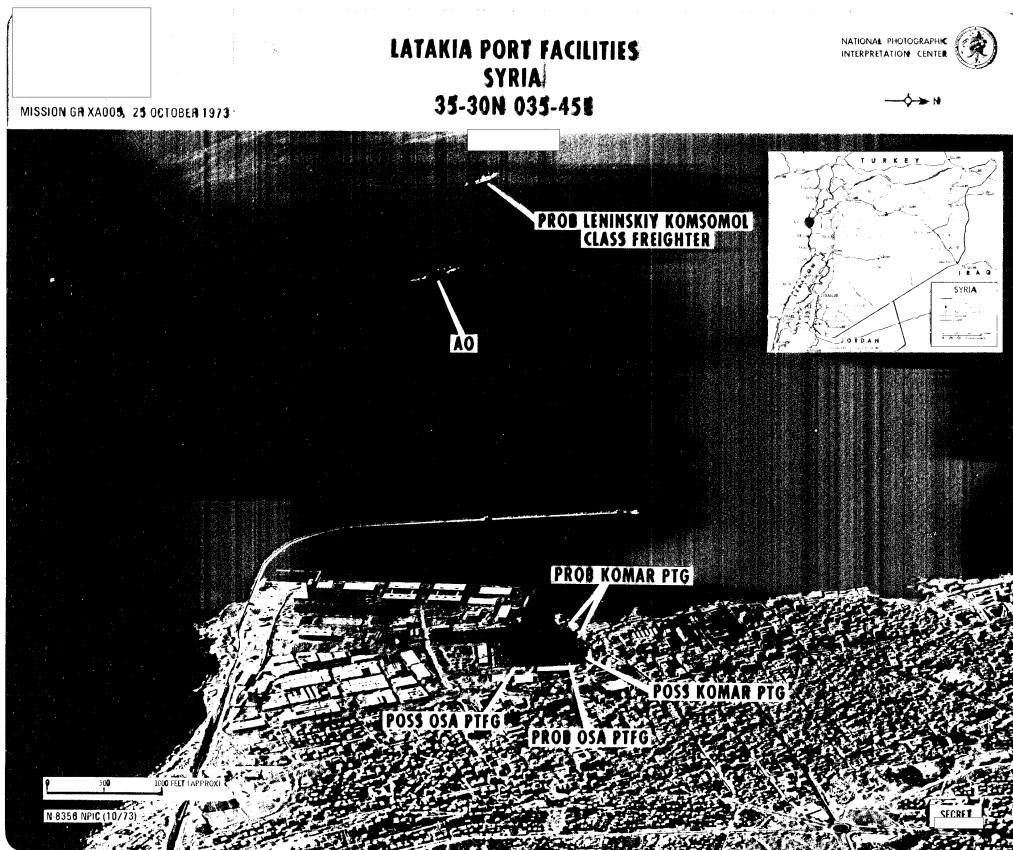 LATAKIA PORT FACILITIES
SYRIA
35-30N 035-45E
NATIONAL PHOTOGRAPHIC
INTERPRETATION CENTER
N
MISSION GR XA005, 25 OCTOBER 1973
PROB LENINSKIY KOMSOMOL
CLASS FREIGHTER
AO
TURKEY
IRAQ
SYRIA
LEBANON
JORDAN
PROB KOMAR PTG
POSS KOMAR PTG
POSS OSA PTFG
PROB OSA PTFG
0 500 1000 FEET (APPROX)
N-8356 NPIC (10/73)
SECRET